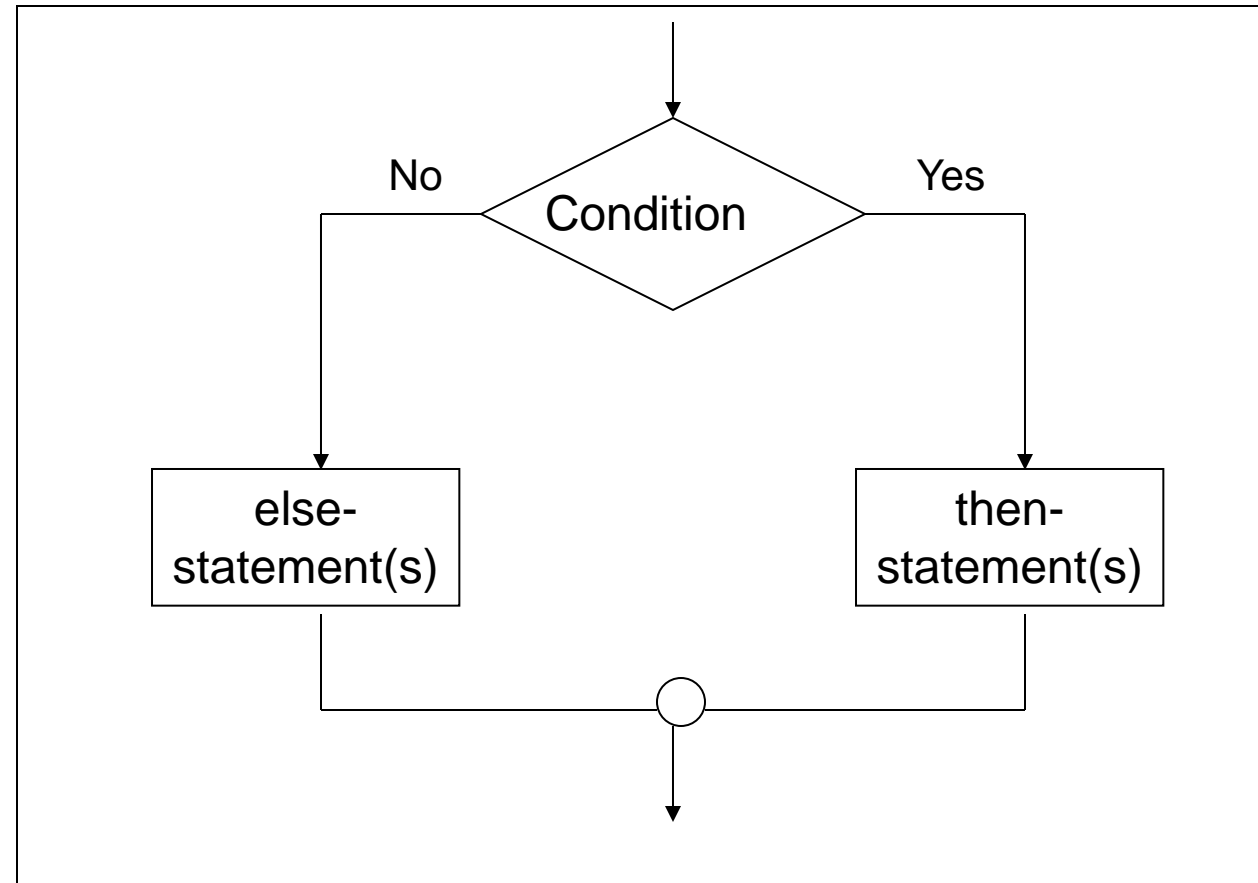 No
Yes
Condition
else-
statement(s)
then-
statement(s)